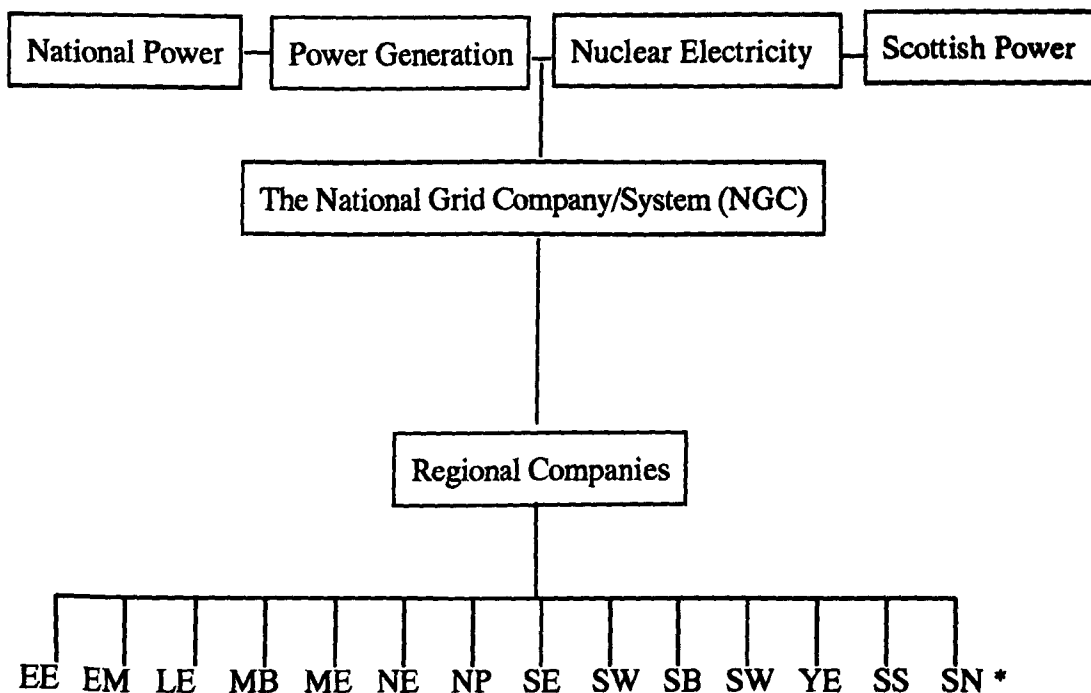 National Power Power Generation Nuclear Electricity Scottish Power
The National Grid Company/System (NGC)
Regional Companies
EE EM LE MB ME NE NP SE SW SB SW YE SS SN *